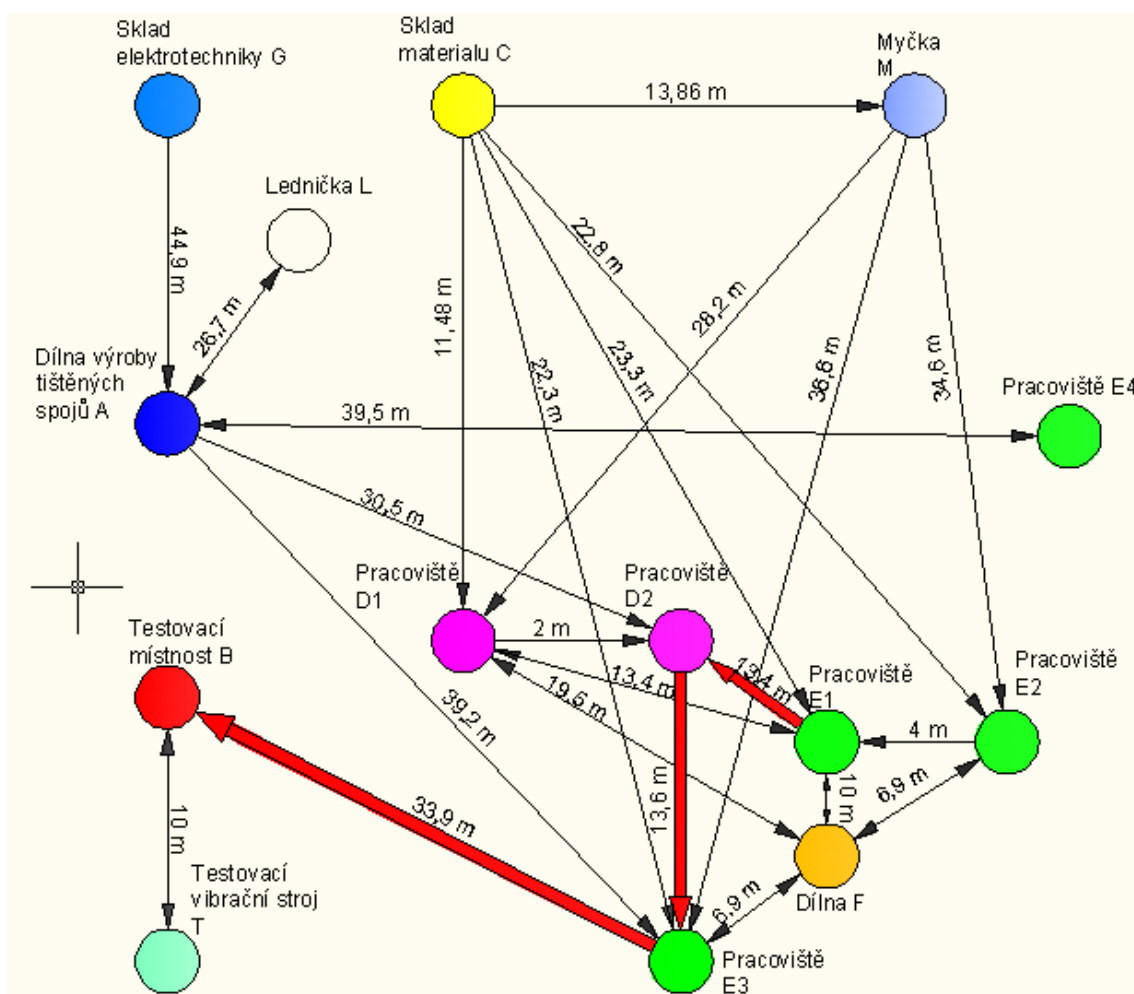 Sklad
elektrotechniky G
Sklad
materialu C
Myčka
M
13,86 m
Lednička L
44,9 m
26,7 m
11,48 m
22,3 m
23,3 m
22,8 m
28,2 m
34,6 m
Dílna výroby
tištěných
spojů A
39,5 m
Pracoviště E4
30,5 m
Pracoviště
D1
Pracoviště
D2
2 m
13,4 m
13,4 m
19,6 m
Pracoviště
E1
Pracoviště
E2
4 m
Testovací
místnost B
39,2 m
33,9 m
13,6 m
10 m
6,9 m
6,9 m
Dílna F
10 m
Testovací
vibrační stroj
T
Pracoviště
E3